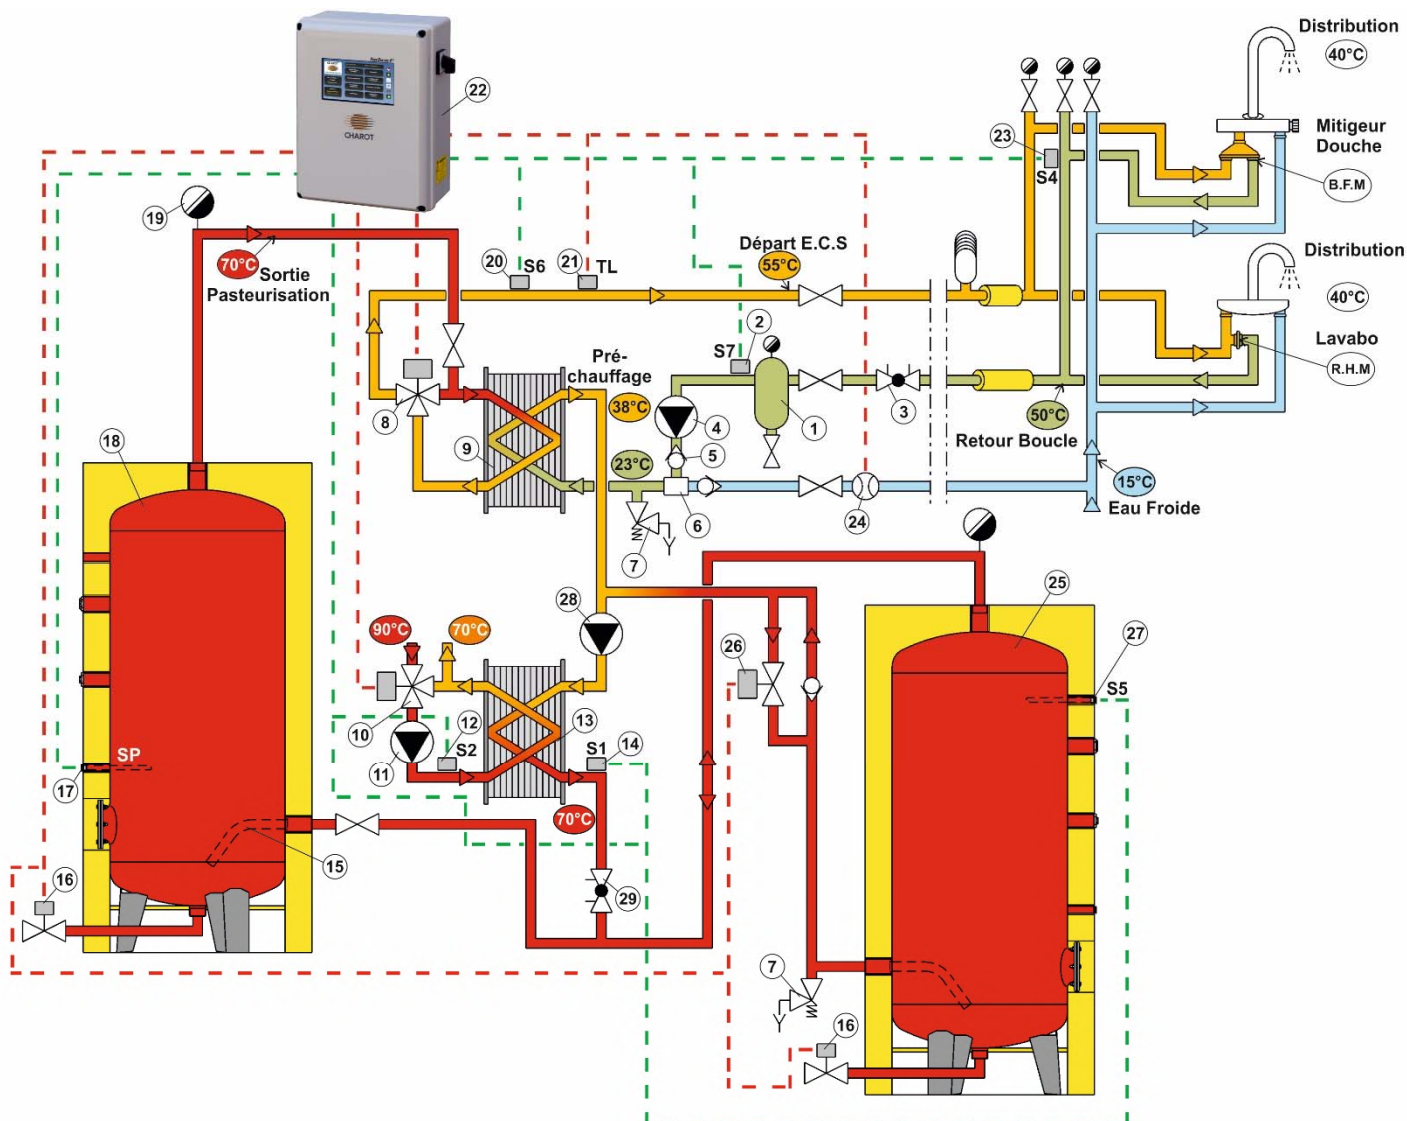 Distribution
40°C
22
CHAROT
23
S4
Mitigeur
Douche
B.F.M
19
70°C
Sortie
Pasteurisation
20
S6
21
TL
Départ E.C.S
55°C
Distribution
40°C
2
S7
Pré-
chauffage
38°C
Lavabo
R.H.M
8
9
4
1
3
50°C
Retour Boucle
23°C
5
6
24
15°C
Eau Froide
7
18
28
25
90°C
70°C
26
27
S5
10
11
12
S2
13
S1
14
SP
17
70°C
15
16
29
7
16